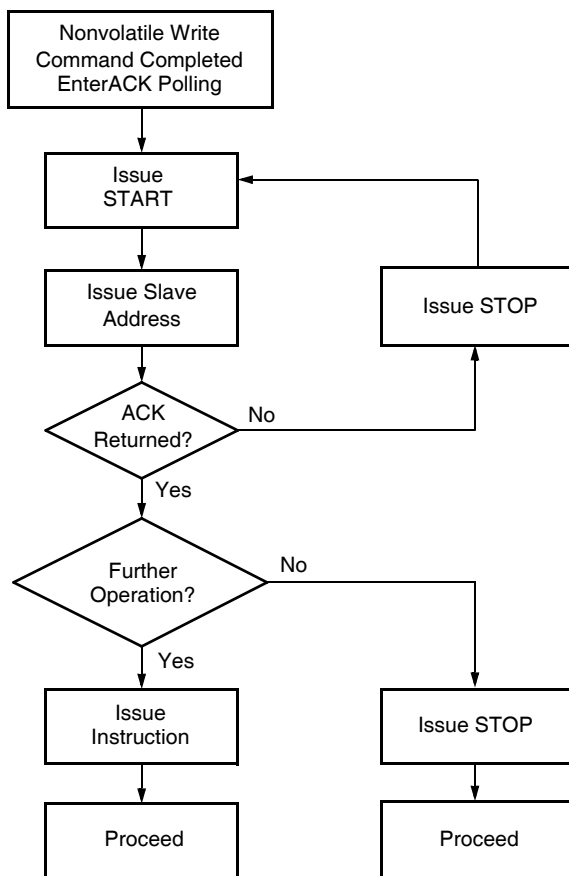 Nonvolatile Write
Command Completed
EnterACK Polling
Issue
START
Issue Slave
Address
Issue STOP
ACK
Returned?
No
Yes
Further
Operation?
No
Yes
Issue
Instruction
Issue STOP
Proceed
Proceed